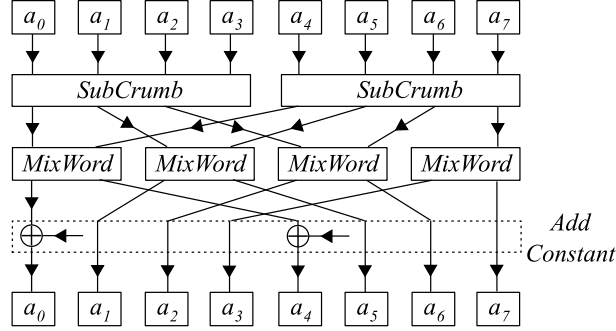 a0 a1 a2 a3 a4 a5 a6 a7
SubCrumb SubCrumb
MixWord MixWord MixWord MixWord
Add
Constant
a0 a1 a2 a3 a4 a5 a6 a7